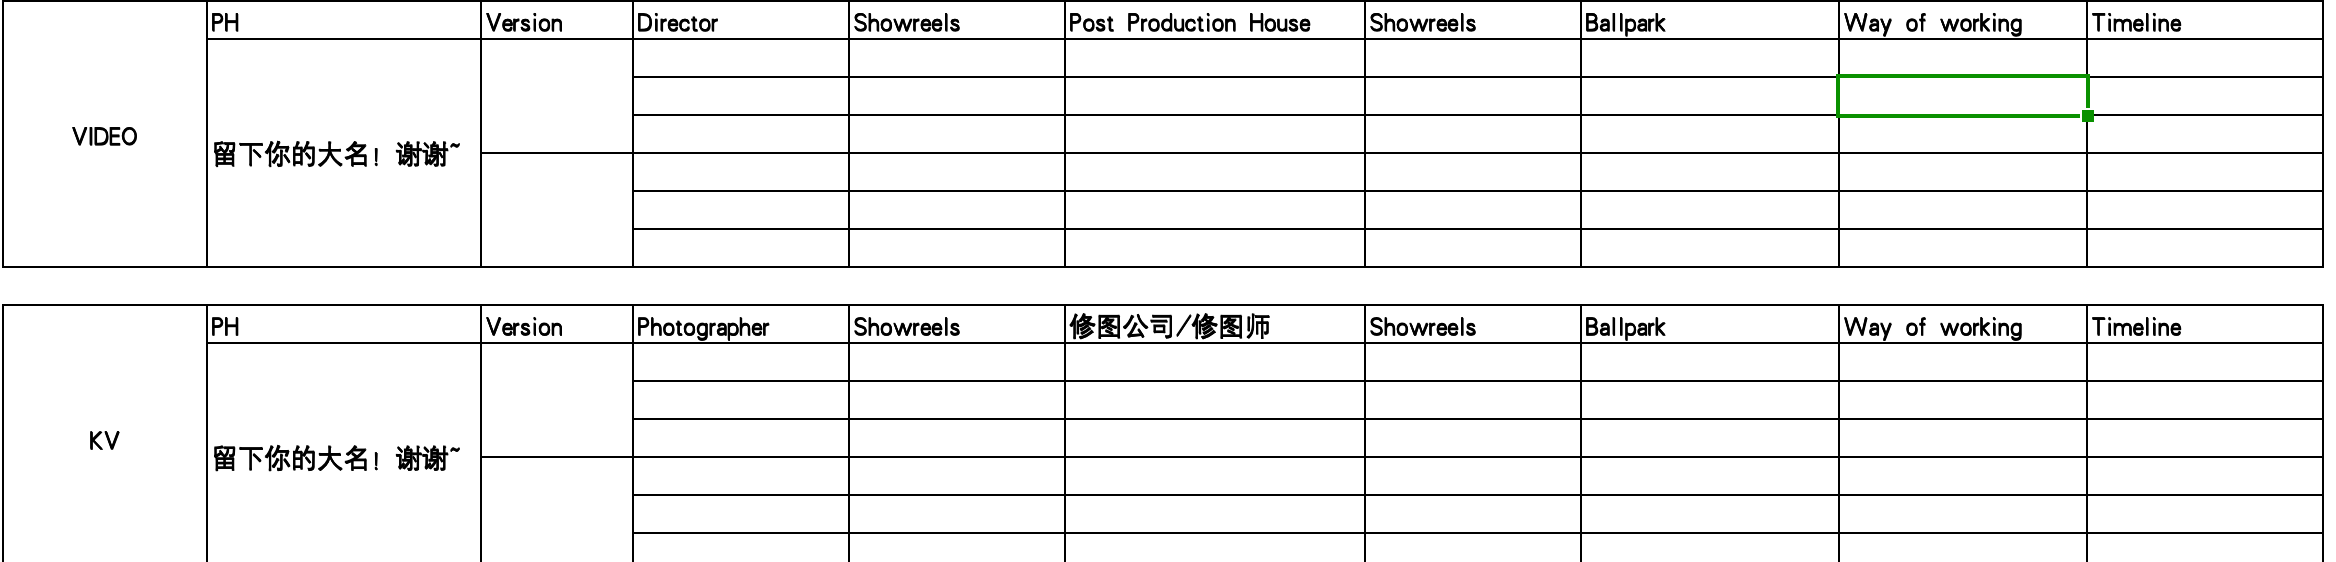 PH Version Director Showreels Post Production House Showreels Ballpark Way of working Timeline
VIDEO
留下你的大名！谢谢~
PH Version Photographer Showreels 修图公司/修图师 Showreels Ballpark Way of working Timeline
KV
留下你的大名！谢谢~